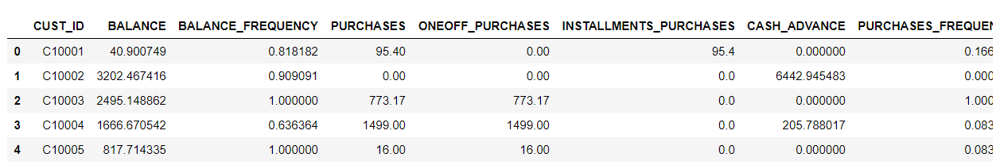 CUST_ID BALANCE BALANCE_FREQUENCY PURCHASES ONEOFF_PURCHASES INSTALLMENTS_PURCHASES CASH_ADVANCE PURCHASES_FREQUEN
0 C10001 40.900749 0.818182 95.40 0.00 95.4 0.000000 0.166
1 C10002 3202.467416 0.909091 0.00 0.00 0.0 6442.945483 0.000
2 C10003 2495.148862 1.000000 773.17 773.17 0.0 0.000000 1.000
3 C10004 1666.670542 0.636364 1499.00 1499.00 0.0 205.788017 0.083
4 C10005 817.714335 1.000000 16.00 16.00 0.0 0.000000 0.083